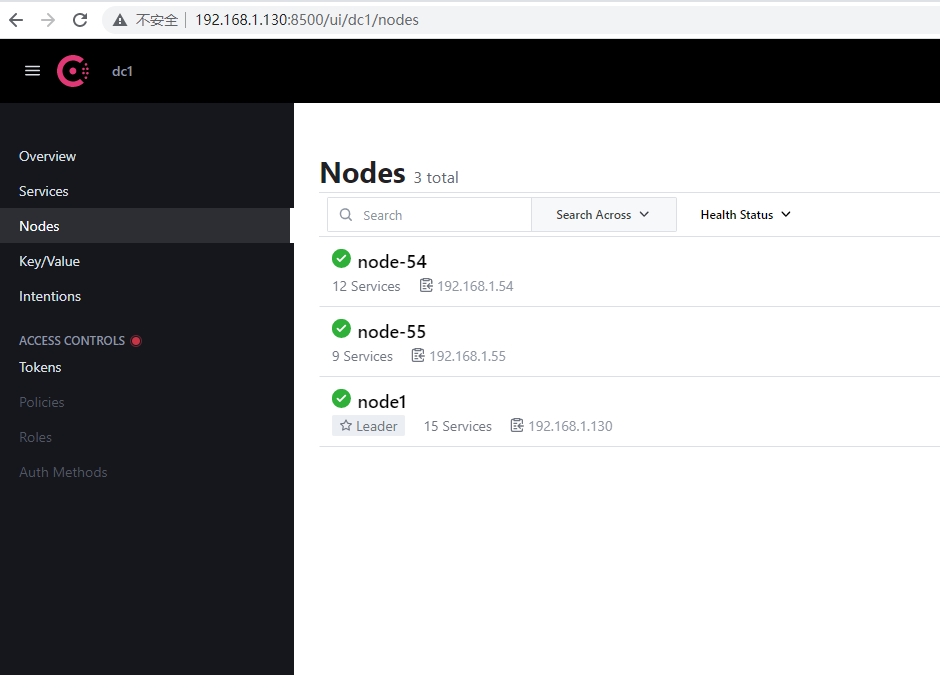 不安全 192.168.1.130:8500/ui/dc1/nodes
dc1
Overview
Services
Nodes
Key/Value
Intentions
ACCESS CONTROLS
Tokens
Policies
Roles
Auth Methods
Nodes 3 total
Search Search Across Health Status
node-54
12 Services 192.168.1.54
node-55
9 Services 192.168.1.55
node1
Leader 15 Services 192.168.1.130